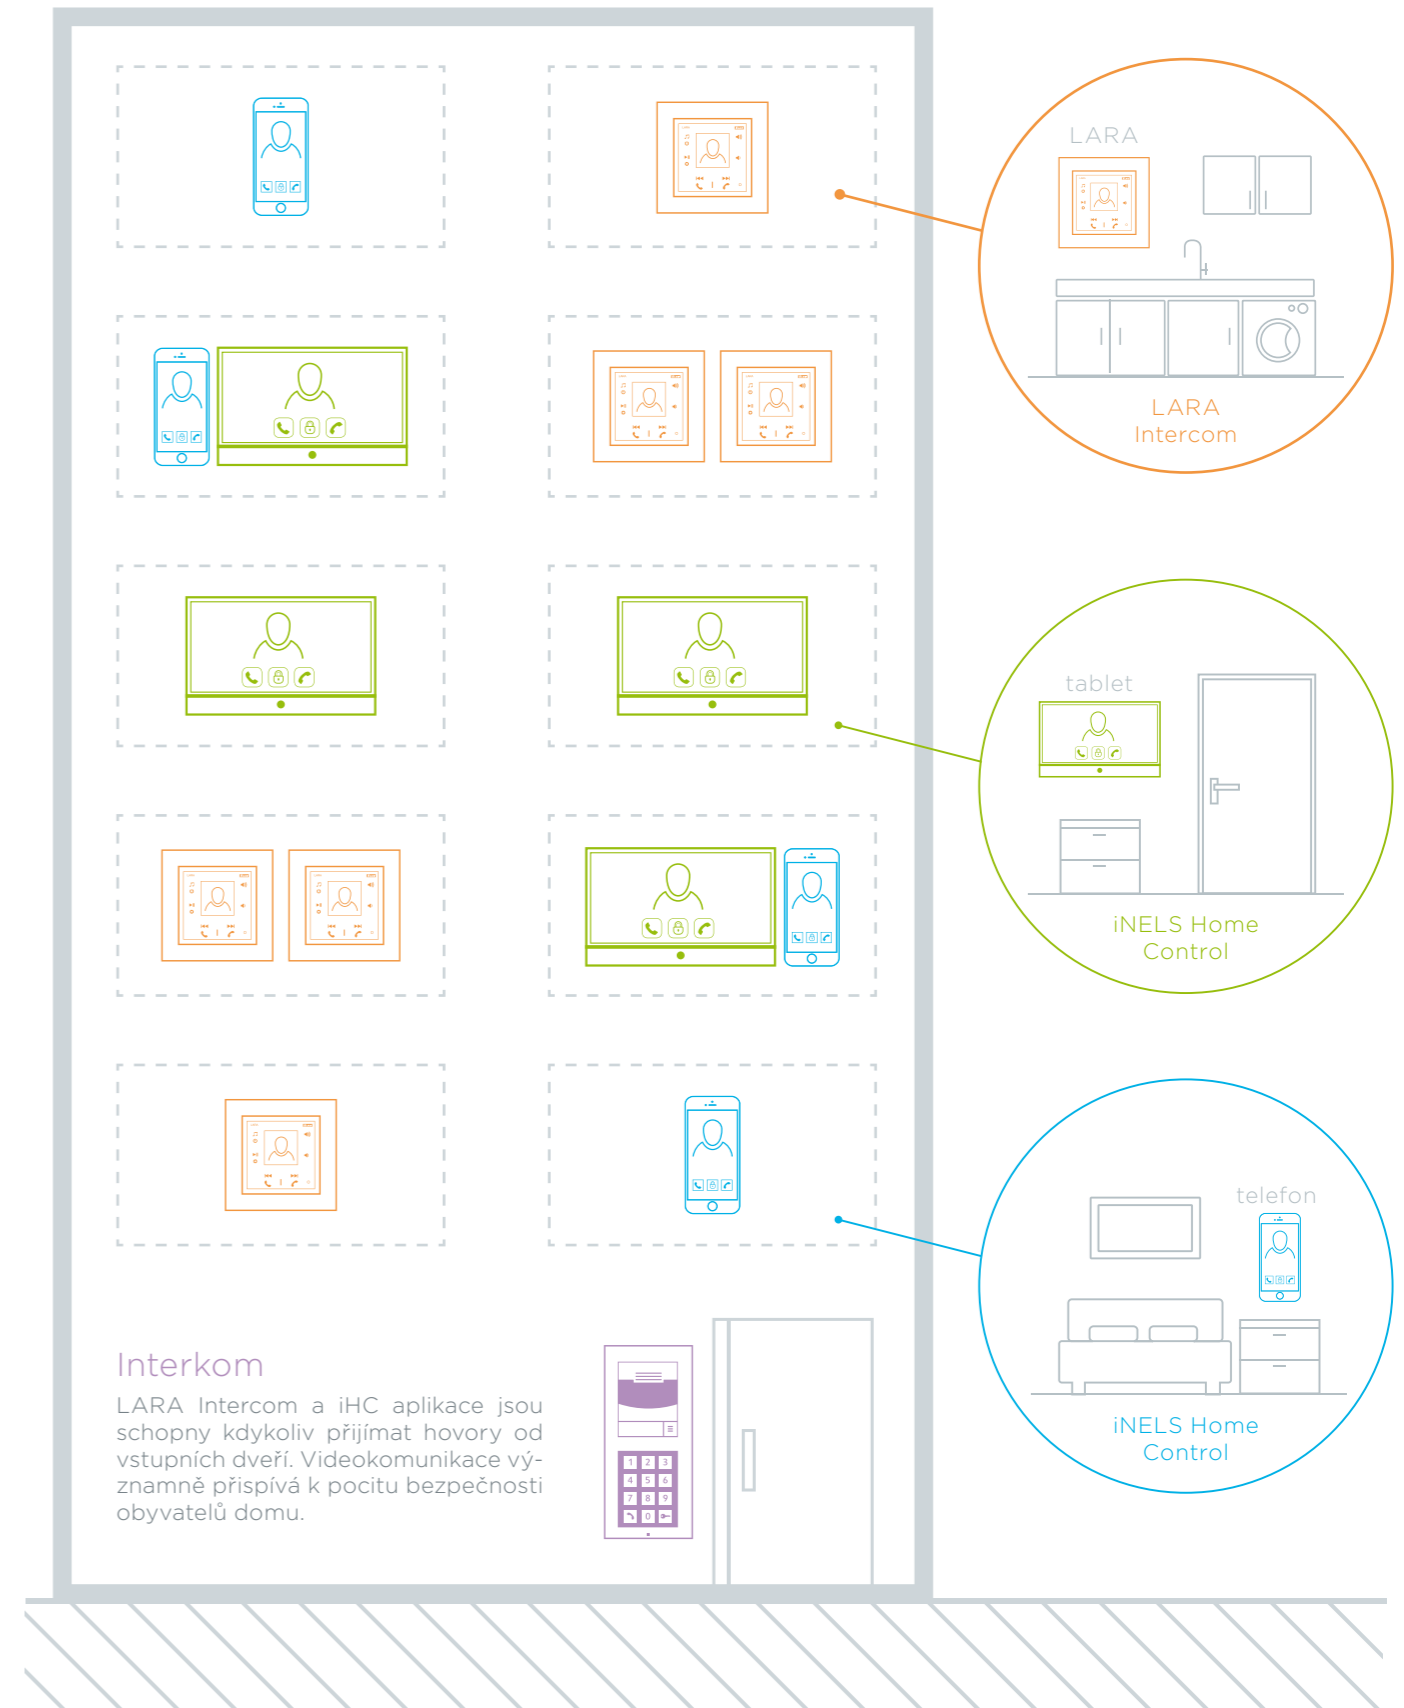 LARA
LARA
Intercom
tablet
iNELS Home
Control
telefon
iNELS Home
Control
Interkom
LARA Intercom a iHC aplikace jsou
schopny kdykoliv přijímat hovory od
vstupních dveří. Videokomunikace vý-
znamně přispívá k pocitu bezpečnosti
obyvatelů domu.
1 2 3
4 5 6
7 8 9
0